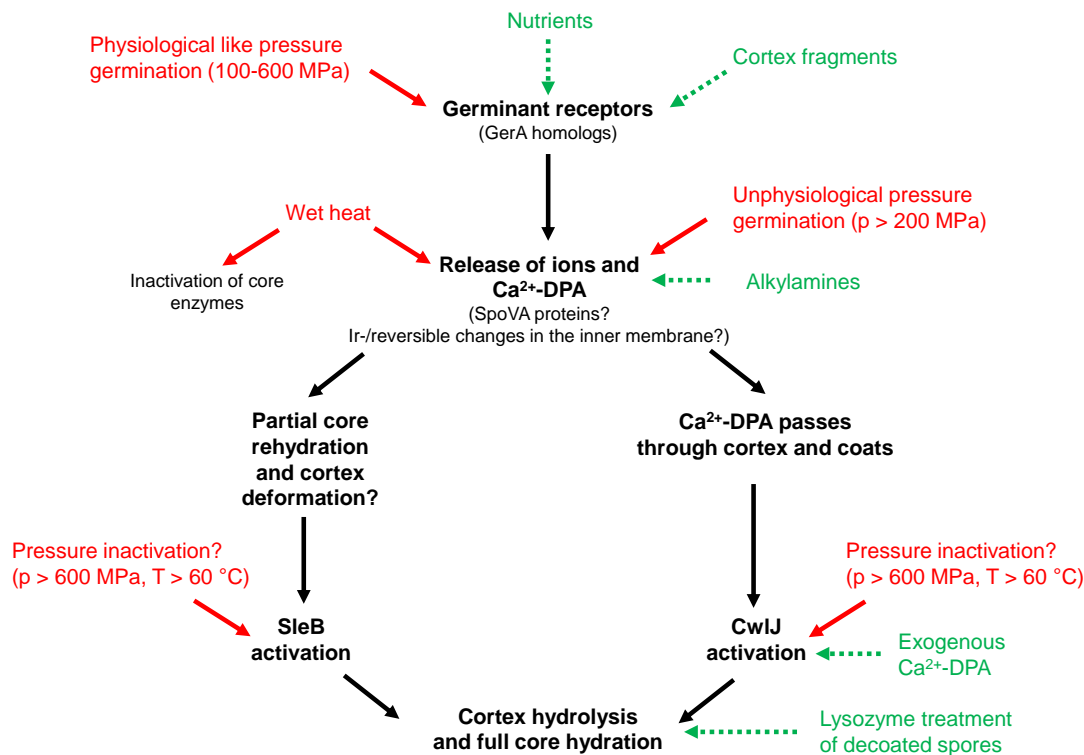 Nutrients
Physiological like pressure
germination (100-600 MPa)
Cortex fragments
Germinant receptors
(GerA homologs)
Wet heat
Unphysiological pressure
germination (p > 200 MPa)
Inactivation of core
enzymes
Release of ions and
Ca²⁺-DPA
Alkylamines
(SpoVA proteins?
Ir-/reversible changes in the inner membrane?)
Partial core
rehydration
and cortex
deformation?
Ca²⁺-DPA passes
through cortex and coats
Pressure inactivation?
(p > 600 MPa, T > 60 °C)
Pressure inactivation?
(p > 600 MPa, T > 60 °C)
SleB
activation
CwlJ
activation
Exogenous
Ca²⁺-DPA
Cortex hydrolysis
and full core hydration
Lysozyme treatment
of decoated spores